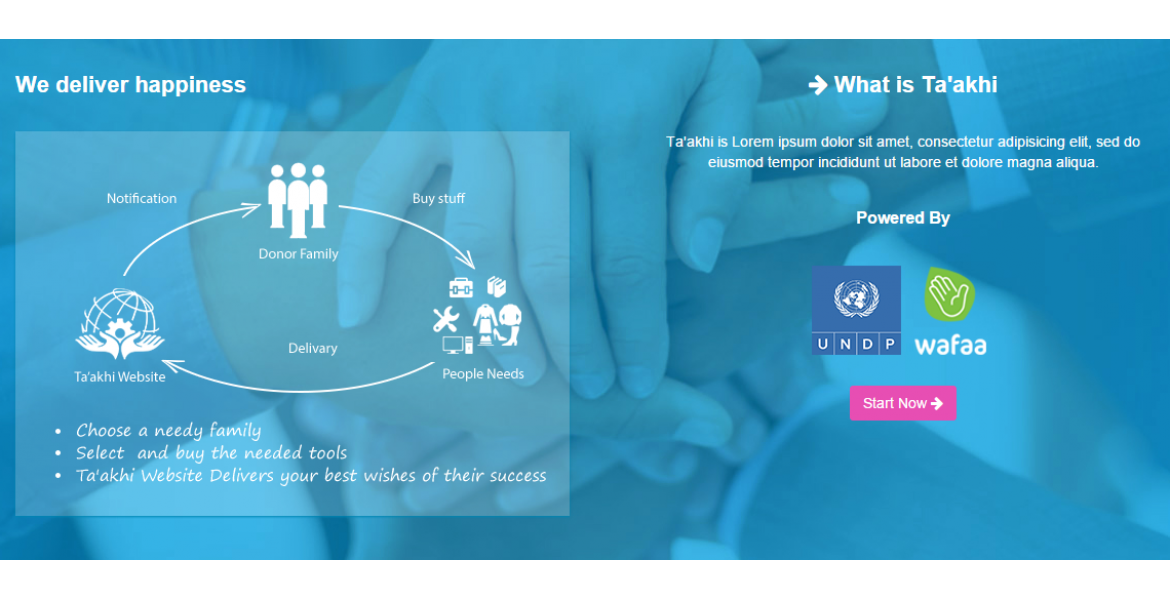 We deliver happiness
Notification
Buy stuff
Donor Family
Delivary
Ta'akhi Website
People Needs
• Choose a needy family
• Select and buy the needed tools
• Ta'akhi Website Delivers your best wishes of their success
What is Ta'akhi
Ta'akhi is Lorem ipsum dolor sit amet, consectetur adipisicing elit, sed do
eiusmod tempor incididunt ut labore et dolore magna aliqua.
Powered By
UNDP
wafaa
Start Now